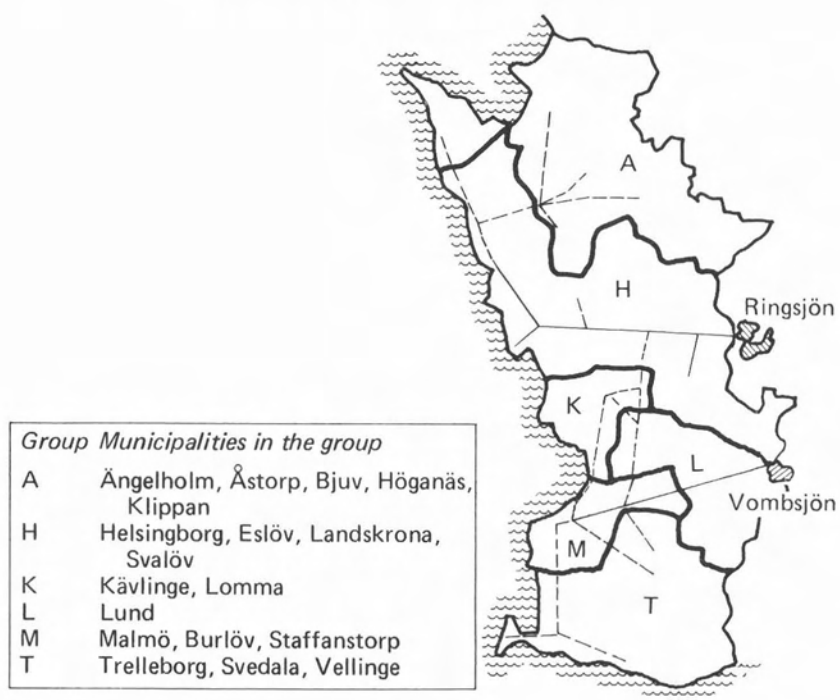 A
H
Ringsjön
K
L
Vombsjön
M
T
Group Municipalities in the group
A Ängelholm, Åstorp, Bjuv, Höganäs,
Klippan
H Helsingborg, Eslöv, Landskrona,
Svalöv
K Kävlinge, Lomma
L Lund
M Malmö, Burlöv, Staffanstorp
T Trelleborg, Svedala, Vellinge